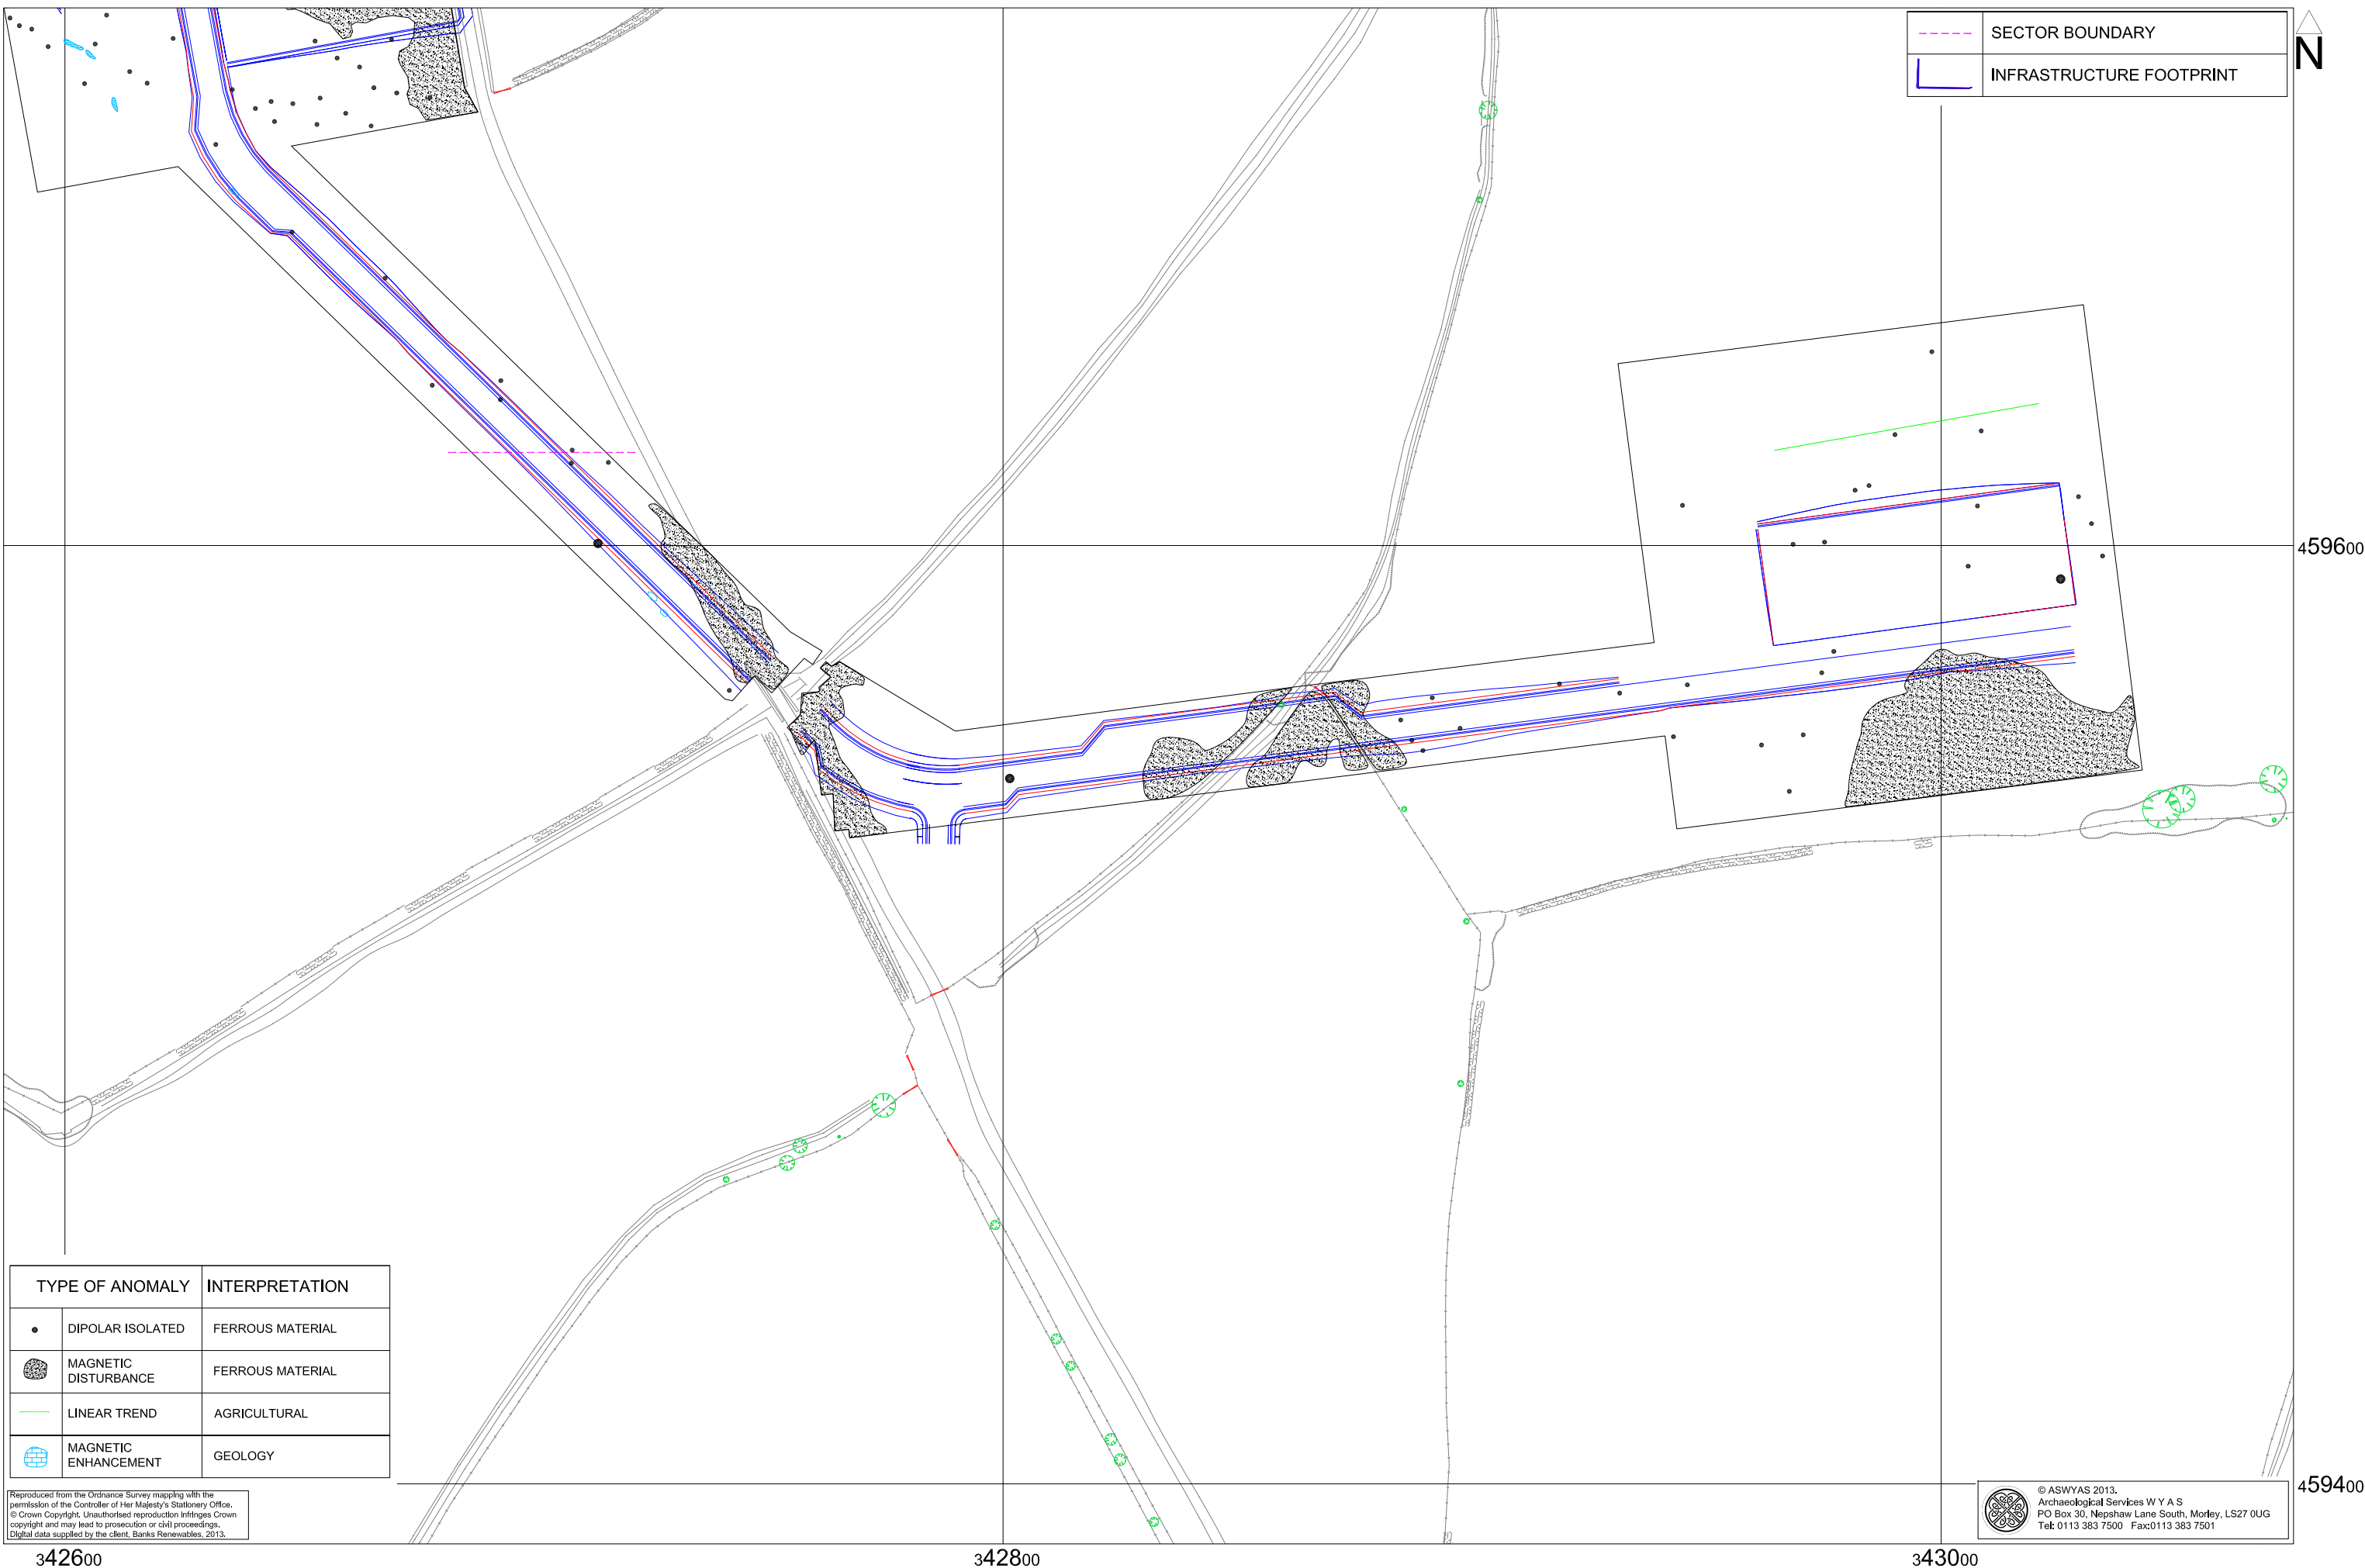 SECTOR BOUNDARY
INFRASTRUCTURE FOOTPRINT
N
459600
TYPE OF ANOMALY INTERPRETATION
DIPOLAR ISOLATED FERROUS MATERIAL
MAGNETIC
DISTURBANCE
FERROUS MATERIAL
LINEAR TREND AGRICULTURAL
MAGNETIC
ENHANCEMENT
GEOLOGY
459400
Reproduced from the Ordnance Survey mapping with the
permission of the Controller of Her Majesty's Stationery Office.
© Crown Copyright. Unauthorised reproduction infringes Crown
copyright and may lead to prosecution or civil proceedings.
Digital data supplied by the client, Banks Renewables, 2013.
© ASWYAS 2013.
Archaeological Services W Y A S
PO Box 30, Nepshaw Lane South, Morley, LS27 0UG
Tel: 0113 383 7500 Fax:0113 383 7501
342600
342800
343000